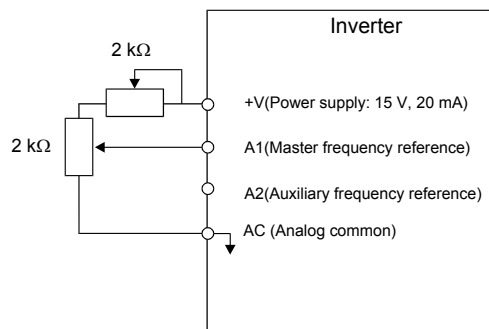 Inverter
2 kΩ
+V(Power supply: 15 V, 20 mA)
2 kΩ
A1(Master frequency reference)
A2(Auxiliary frequency reference)
AC (Analog common)